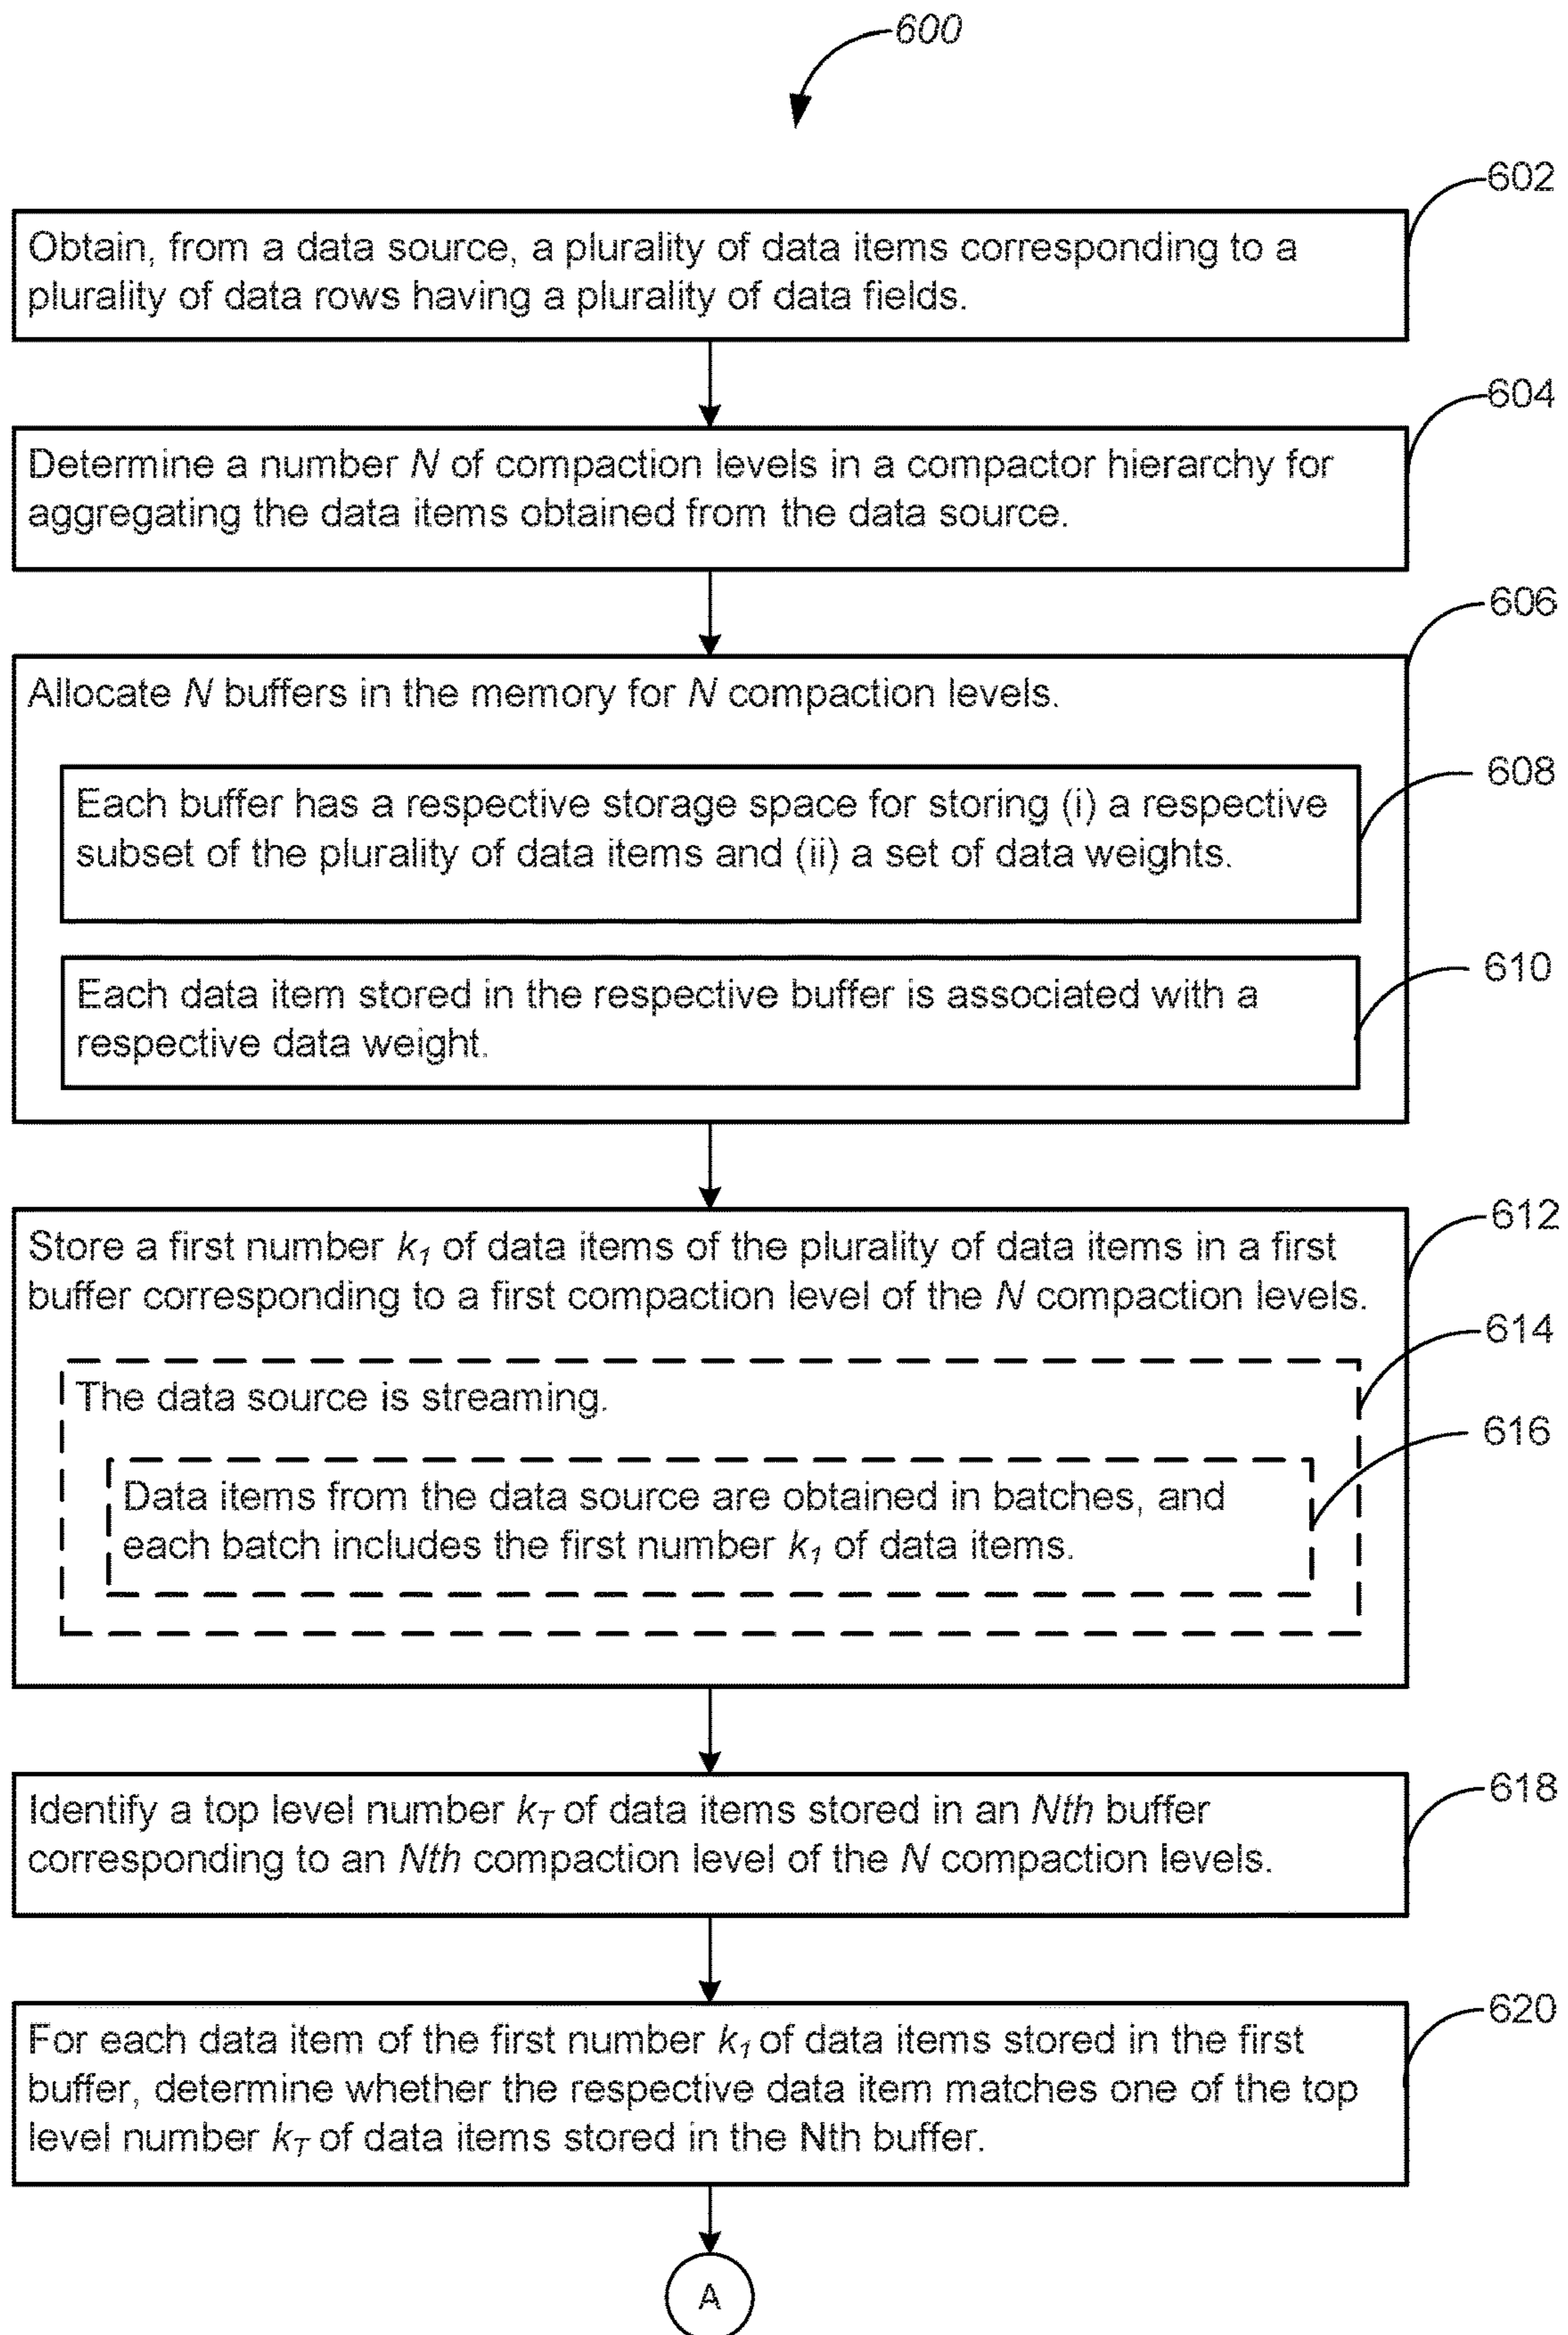 600
602
Obtain, from a data source, a plurality of data items corresponding to a
plurality of data rows having a plurality of data fields.
604
Determine a number N of compaction levels in a compactor hierarchy for
aggregating the data items obtained from the data source.
606
Allocate N buffers in the memory for N compaction levels.
608
Each buffer has a respective storage space for storing (i) a respective
subset of the plurality of data items and (ii) a set of data weights.
610
Each data item stored in the respective buffer is associated with a
respective data weight.
612
Store a first number k₁ of data items of the plurality of data items in a first
buffer corresponding to a first compaction level of the N compaction levels.
614
The data source is streaming.
616
Data items from the data source are obtained in batches, and
each batch includes the first number k₁ of data items.
618
Identify a top level number k_T of data items stored in an Nth buffer
corresponding to an Nth compaction level of the N compaction levels.
620
For each data item of the first number k₁ of data items stored in the first
buffer, determine whether the respective data item matches one of the top
level number k_T of data items stored in the Nth buffer.
A